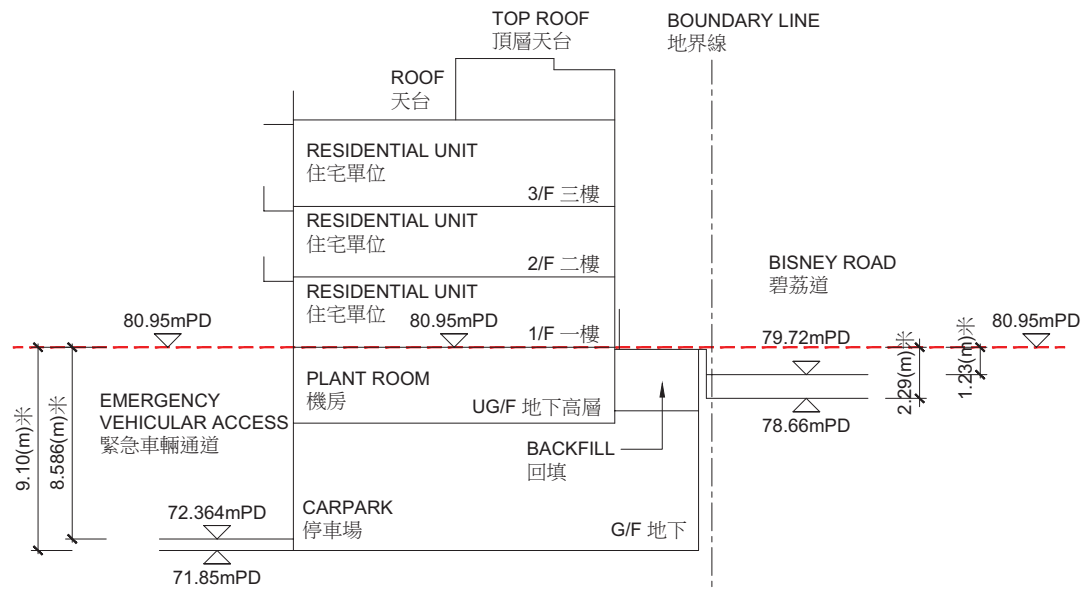 TOP ROOF
頂層天台
BOUNDARY LINE
地界線
ROOF
天台
RESIDENTIAL UNIT
住宅單位
3/F 三樓
RESIDENTIAL UNIT
住宅單位
2/F 二樓
BISNEY ROAD
碧荔道
RESIDENTIAL UNIT
住宅單位
1/F 一樓
80.95mPD
80.95mPD
80.95mPD
79.72mPD
1.23(m)米
2.29(m)米
78.66mPD
PLANT ROOM
機房
UG/F 地下高層
EMERGENCY
VEHICULAR ACCESS
緊急車輛通道
9.10(m)米
8.586(m)米
BACKFILL
回填
CARPARK
停車場
G/F 地下
72.364mPD
71.85mPD